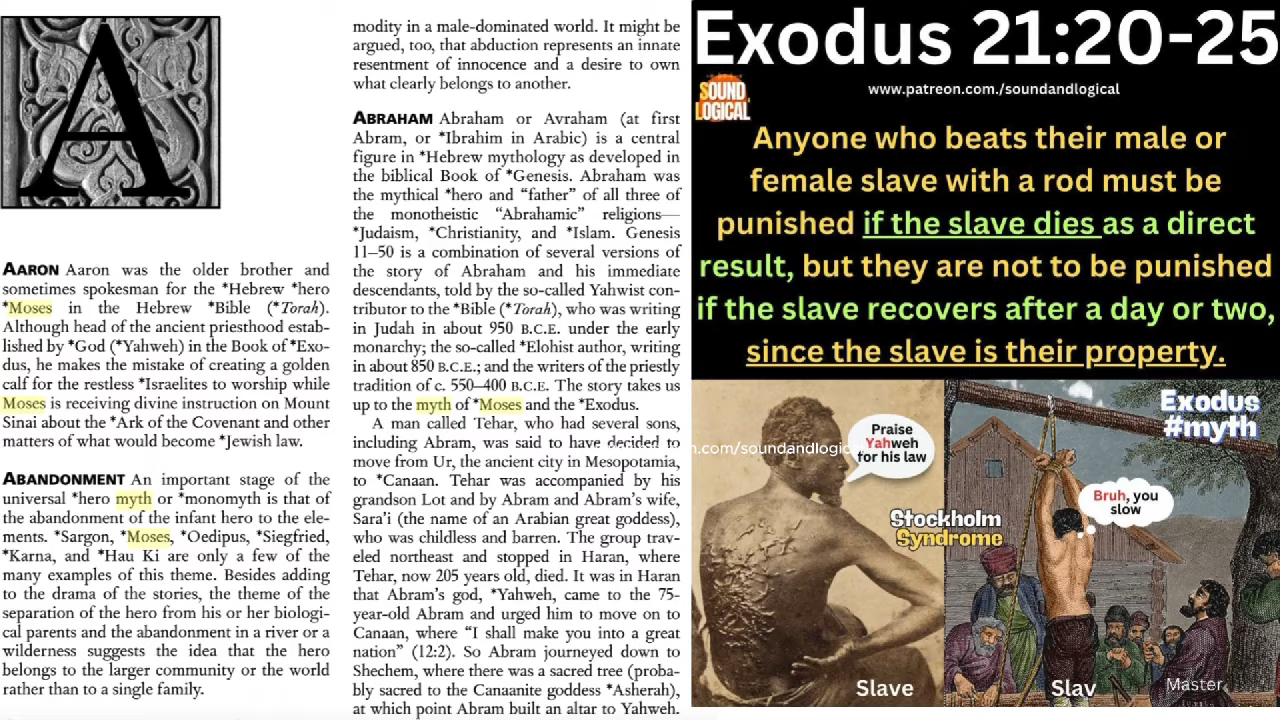 A
AARON Aaron was the older brother and
sometimes spokesman for the *Hebrew *hero
*Moses in the Hebrew *Bible (*Torah).
Although head of the ancient priesthood estab-
lished by *God (*Yahweh) in the Book of *Exo-
dus, he makes the mistake of creating a golden
calf for the restless *Israelites to worship while
Moses is receiving divine instruction on Mount
Sinai about the *Ark of the Covenant and other
matters of what would become *Jewish law.
ABANDONMENT An important stage of the
universal *hero myth or *monomyth is that of
the abandonment of the infant hero to the ele-
ments. *Sargon, *Moses, *Oedipus, *Siegfried,
*Karna, and *Hau Ki are only a few of the
many examples of this theme. Besides adding
to the drama of the stories, the theme of the
separation of the hero from his or her biologi-
cal parents and the abandonment in a river or a
wilderness suggests the idea that the hero
belongs to the larger community or the world
rather than to a single family.
modity in a male-dominated world. It might be
argued, too, that abduction represents an innate
resentment of innocence and a desire to own
what clearly belongs to another.
ABRAHAM Abraham or Avraham (at first
Abram, or *Ibrahim in Arabic) is a central
figure in *Hebrew mythology as developed in
the biblical Book of *Genesis. Abraham was
the mythical *hero and “father” of all three of
the monotheistic “Abrahamic” religions—
*Judaism, *Christianity, and *Islam. Genesis
11–50 is a combination of several versions of
the story of Abraham and his immediate
descendants, told by the so-called Yahwist con-
tributor to the *Bible (*Torah), who was writing
in Judah in about 950 B.C.E. under the early
monarchy; the so-called *Elohist author, writing
in about 850 B.C.E.; and the writers of the priestly
tradition of c. 550–400 B.C.E. The story takes us
up to the myth of *Moses and the *Exodus.
A man called Tehar, who had several sons,
including Abram, was said to have decided to
move from Ur, the ancient city in Mesopotamia,
to *Canaan. Tehar was accompanied by his
grandson Lot and by Abram and Abram’s wife,
Sara’i (the name of an Arabian great goddess),
who was childless and barren. The group trav-
eled northeast and stopped in Haran, where
Tehar, now 205 years old, died. It was in Haran
that Abram’s god, *Yahweh, came to the 75-
year-old Abram and urged him to move on to
Canaan, where “I shall make you into a great
nation” (12:2). So Abram journeyed down to
Shechem, where there was a sacred tree (proba-
bly sacred to the Canaanite goddess *Asherah),
at which point Abram built an altar to Yahweh.
Exodus 21:20-25
SOUND
LOGICAL
www.patreon.com./soundandlogical
Anyone who beats their male or
female slave with a rod must be
punished if the slave dies as a direct
result, but they are not to be punished
if the slave recovers after a day or two,
since the slave is their property.
om/soundandlogic
Praise
Yahweh
for his law
Stockholm
Syndrome
Slave
Exodus
#myth
Bruh, you
slow
Slav
Master